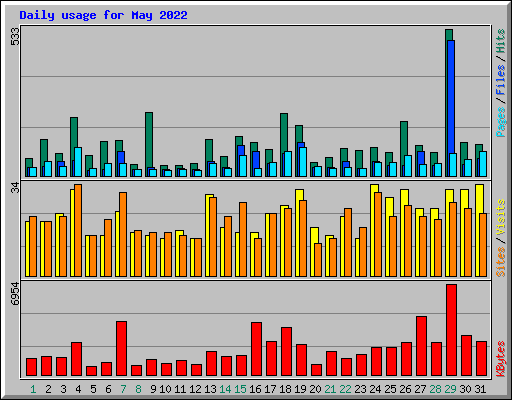 Daily usage for May 2022
533
Pages / Files / Hits
34
Sites / Visits
6954
KBytes
1 2 3 4 5 6 7 8 9 10 11 12 13 14 15 16 17 18 19 20 21 22 23 24 25 26 27 28 29 30 31